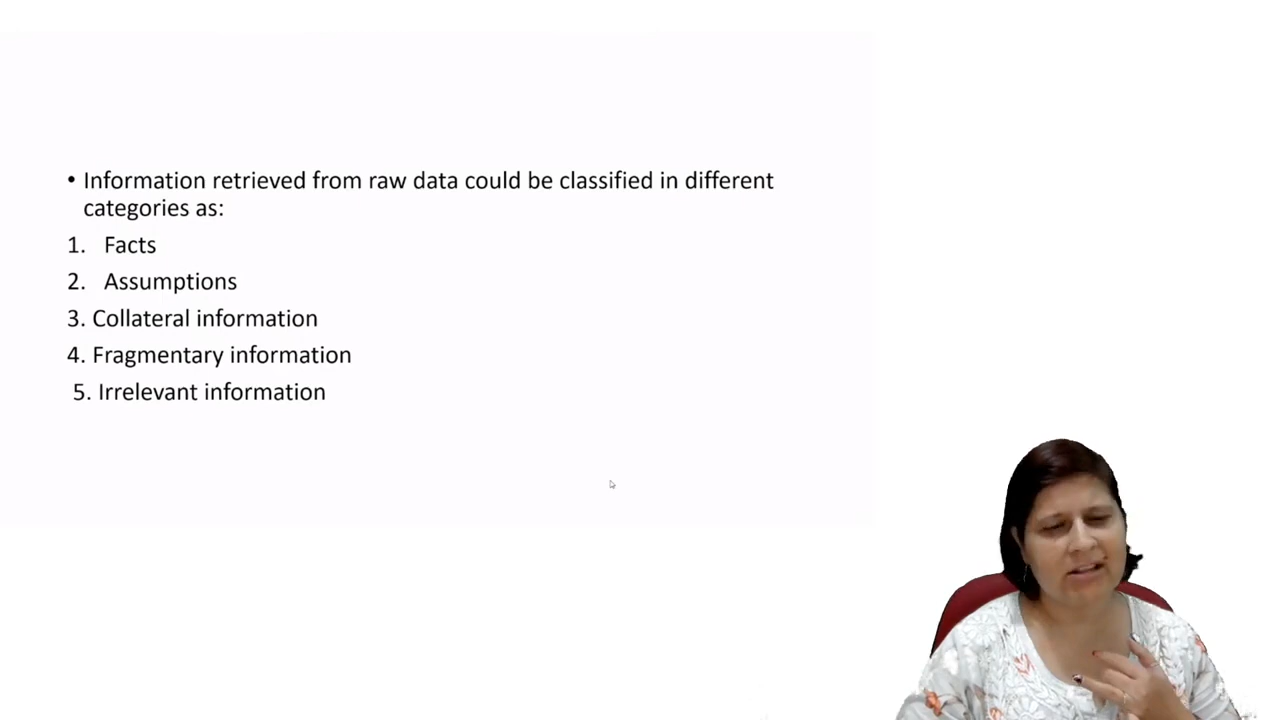 • Information retrieved from raw data could be classified in different
categories as:
1. Facts
2. Assumptions
3. Collateral information
4. Fragmentary information
5. Irrelevant information